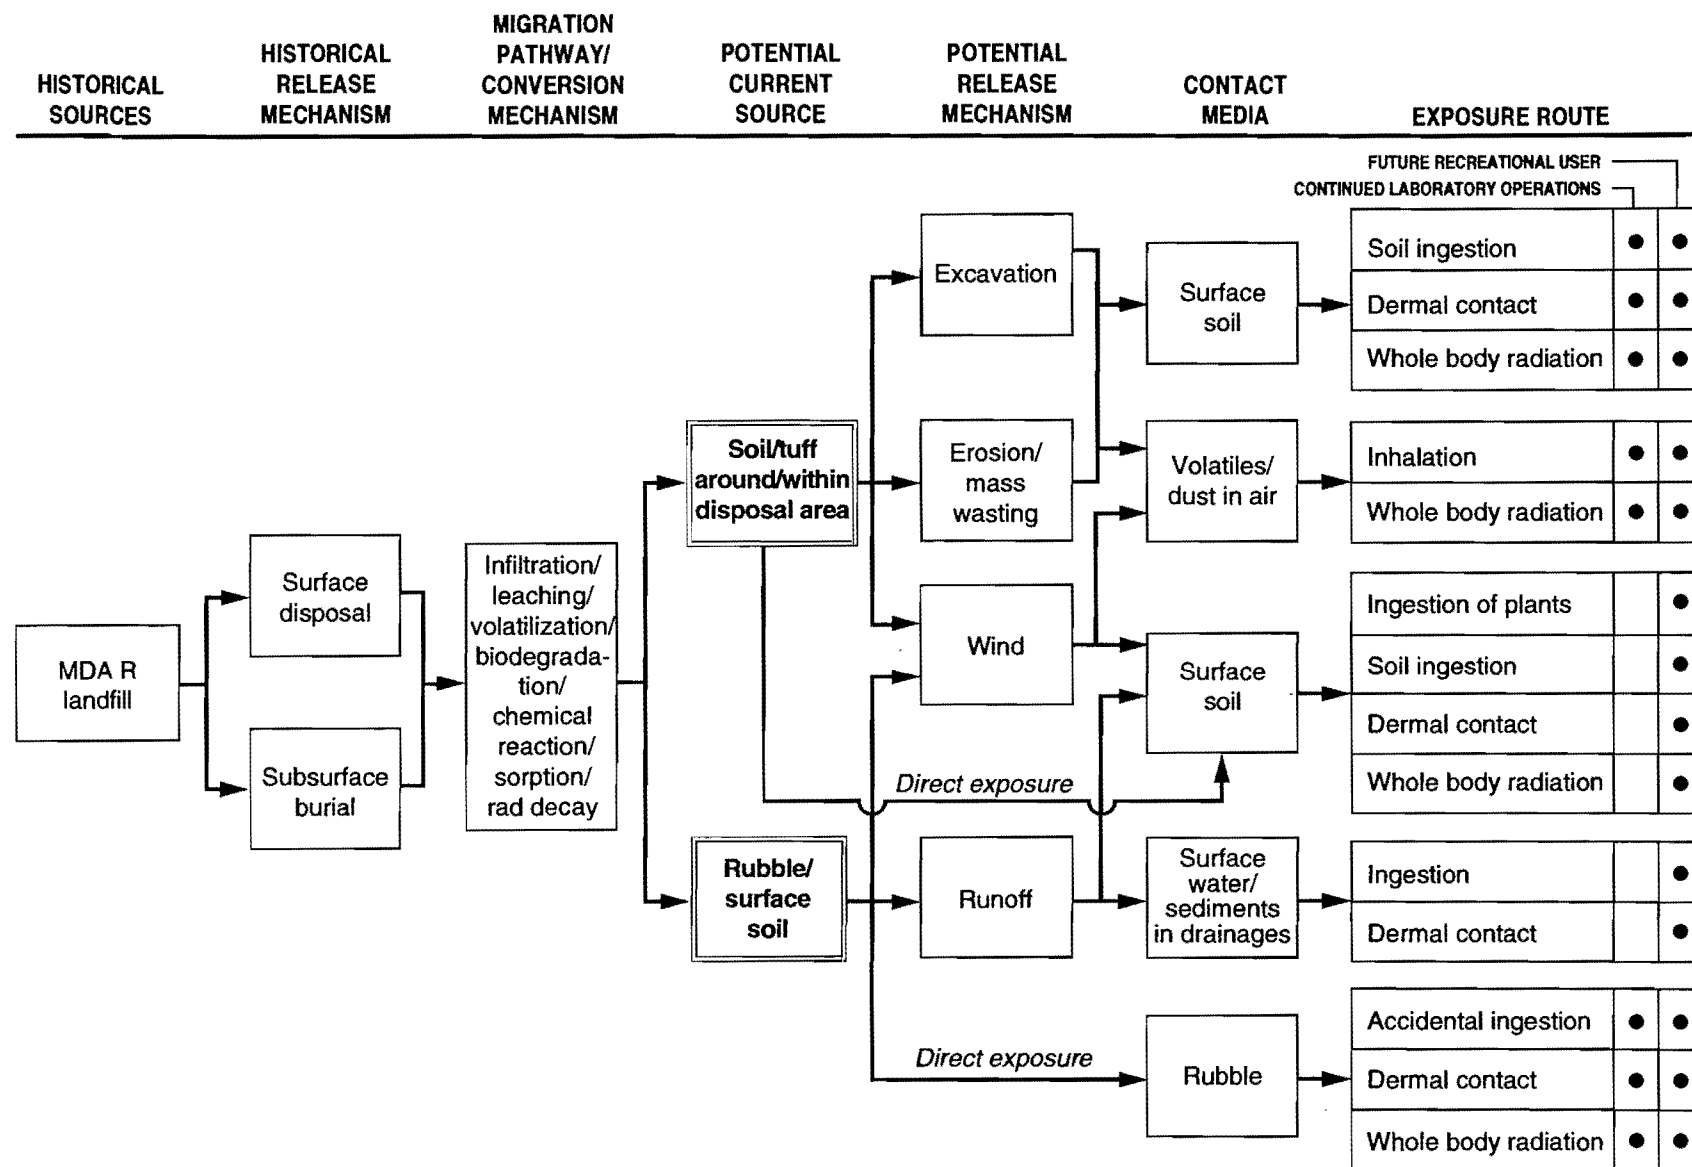 HISTORICAL
SOURCES
HISTORICAL
RELEASE
MECHANISM
MIGRATION
PATHWAY/
CONVERSION
MECHANISM
POTENTIAL
CURRENT
SOURCE
POTENTIAL
RELEASE
MECHANISM
CONTACT
MEDIA
EXPOSURE ROUTE
FUTURE RECREATIONAL USER
CONTINUED LABORATORY OPERATIONS
MDA R
landfill
Surface
disposal
Subsurface
burial
Infiltration/
leaching/
volatilization/
biodegrada-
tion/
chemical
reaction/
sorption/
rad decay
Soil/tuff
around/within
disposal area
Rubble/
surface
soil
Excavation
Erosion/
mass
wasting
Wind
Direct exposure
Runoff
Direct exposure
Surface
soil
Volatiles/
dust in air
Surface
soil
Surface
water/
sediments
in drainages
Rubble
Soil ingestion
Dermal contact
Whole body radiation
Inhalation
Whole body radiation
Ingestion of plants
Soil ingestion
Dermal contact
Whole body radiation
Ingestion
Dermal contact
Accidental ingestion
Dermal contact
Whole body radiation